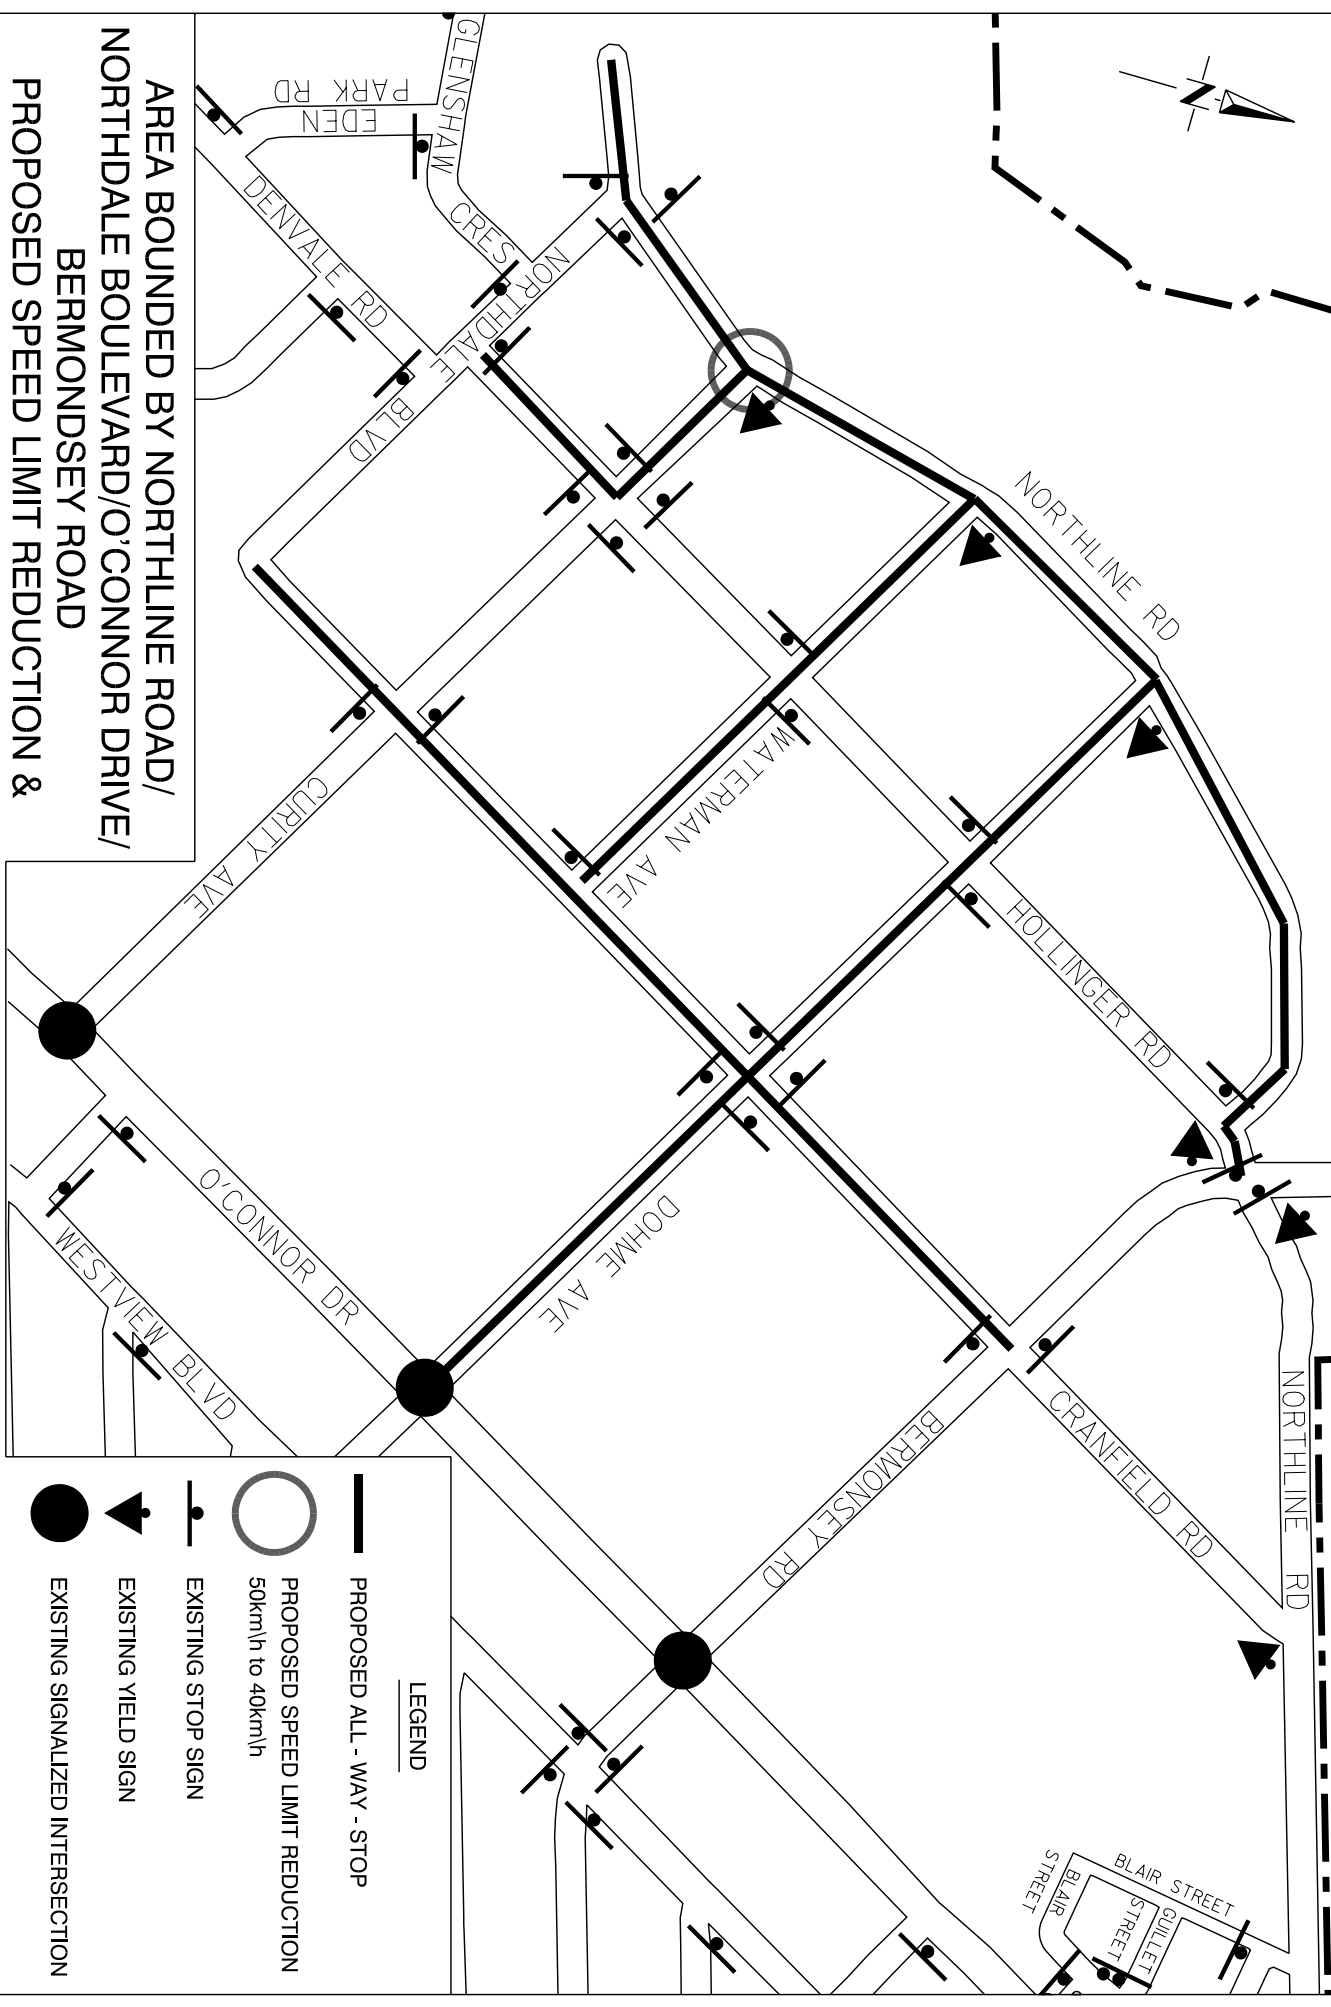 AREA BOUNDED BY NORTHLINE ROAD/
NORTHDALE BOULEVARD/O'CONNOR DRIVE/
BERMONDSEY ROAD
PROPOSED SPEED LIMIT REDUCTION &
GLENSHAW
CRES
EDEN
PARK RD
DENVALE RD
NORTHDALE
BLVD
N
NORTHLINE RD
WATERMAN AVE
CURITY AVE
HOLLINGER RD
O'CONNOR DR
WESTVIEW BLVD
DOHME AVE
BERMONSEY RD
CRANFIELD RD
NORTHLINE RD
BLAIR STREET
BLAIR
STREET
GUILLET
STREET
LEGEND
PROPOSED ALL - WAY - STOP
PROPOSED SPEED LIMIT REDUCTION
50km\h to 40km\h
EXISTING STOP SIGN
EXISTING YIELD SIGN
EXISTING SIGNALIZED INTERSECTION